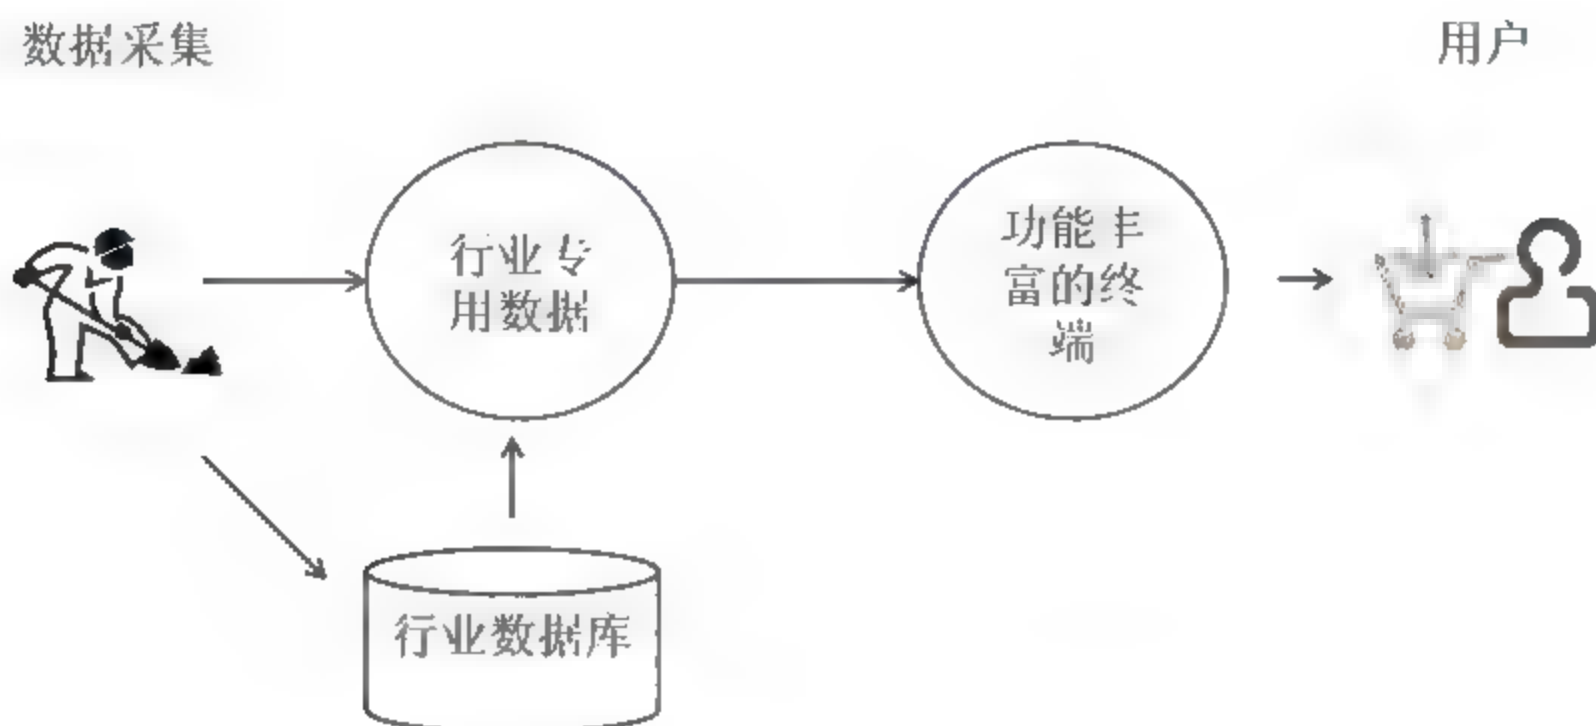 数据采集
用户
行业专
用数据
功能丰
富的终
端
行业数据库